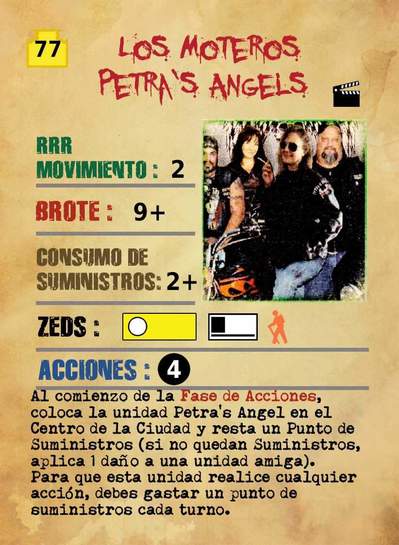 77
LOS MOTEROS
PETRA'S ANGELS
RRR
MOVIMIENTO : 2
BROTE : 9+
CONSUMO DE
SUMINISTROS: 2+
ZEDS :
ACCIONES : 4
Al comienzo de la Fase de Acciones,
coloca la unidad Petra's Angel en el
Centro de la Ciudad y resta un Punto de
Suministros (si no quedan Suministros,
aplica 1 daño a una unidad amiga).
Para que esta unidad realice cualquier
acción, debes gastar un punto de
suministros cada turno.